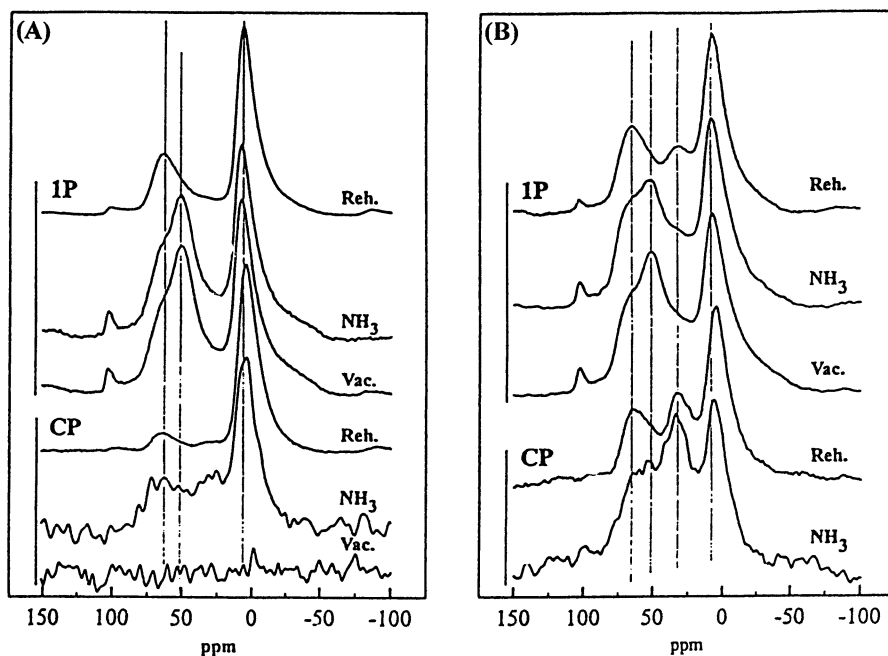 (A)
1P
Reh.
NH3
Vac.
CP
Reh.
NH3
Vac.
150 100 50 0 -50 -100
ppm
(B)
1P
Reh.
NH3
Vac.
CP
Reh.
NH3
150 100 50 0 -50 -100
ppm